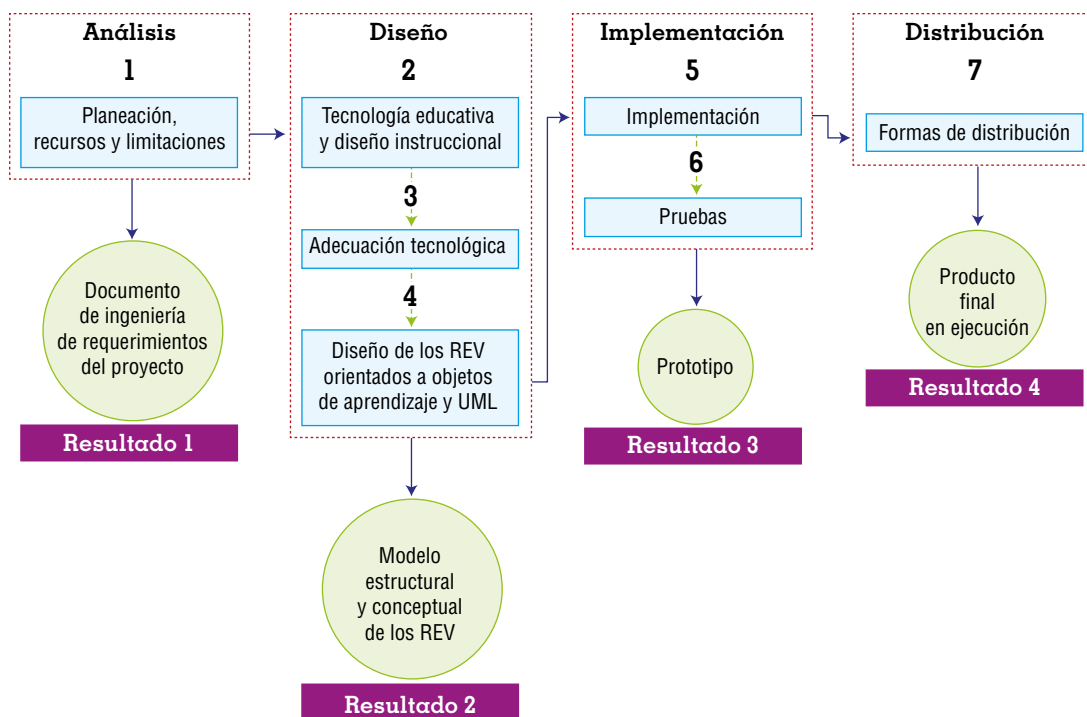 Análisis
1
Planeación,
recursos y limitaciones
Documento
de ingeniería
de requerimientos
del proyecto
Resultado 1
Diseño
2
Tecnología educativa
y diseño instruccional
3
Adecuación tecnológica
4
Diseño de los REV
orientados a objetos
de aprendizaje y UML
Modelo
estructural
y conceptual
de los REV
Resultado 2
Implementación
5
Implementación
6
Pruebas
Prototipo
Resultado 3
Distribución
7
Formas de distribución
Producto
final
en ejecución
Resultado 4